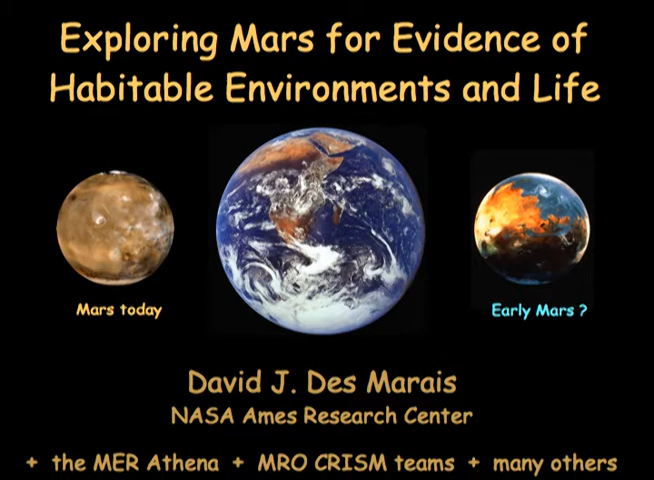 Exploring Mars for Evidence of
Habitable Environments and Life
Mars today
Early Mars ?
David J. Des Marais
NASA Ames Research Center
+ the MER Athena + MRO CRISM teams + many others